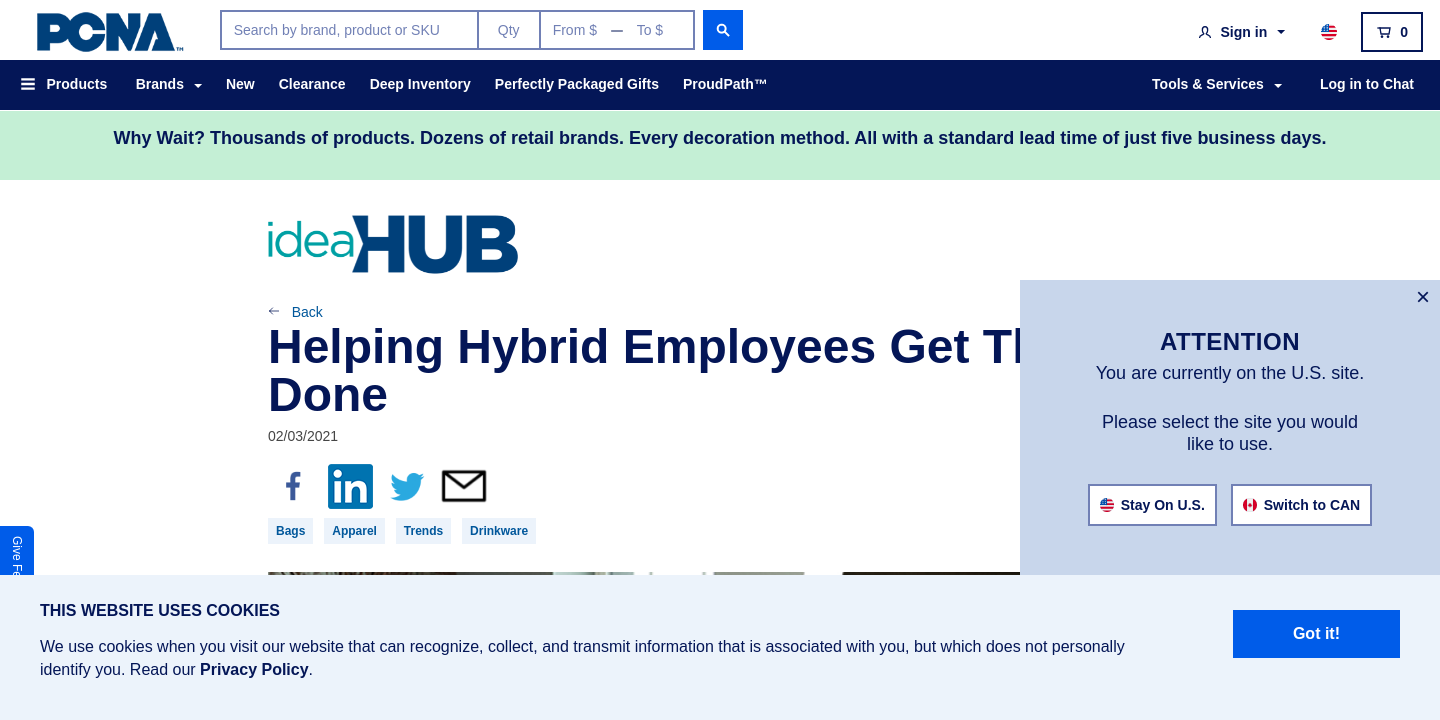 PCNA™
Search by brand, product or SKU
Qty
From $ — To $
Sign in
0
Products
Brands
New
Clearance
Deep Inventory
Perfectly Packaged Gifts
ProudPath™
Tools & Services
Log in to Chat
Why Wait? Thousands of products. Dozens of retail brands. Every decoration method. All with a standard lead time of just five business days.
ideaHUB
Back
Helping Hybrid Employees Get
Done
02/03/2021
f
in
Bags
Apparel
Trends
Drinkware
×
ATTENTION
You are currently on the U.S. site.
Please select the site you would
like to use.
Stay On U.S.
Switch to CAN
Give
THIS WEBSITE USES COOKIES
We use cookies when you visit our website that can recognize, collect, and transmit information that is associated with you, but which does not personally
identify you. Read our Privacy Policy.
Got it!